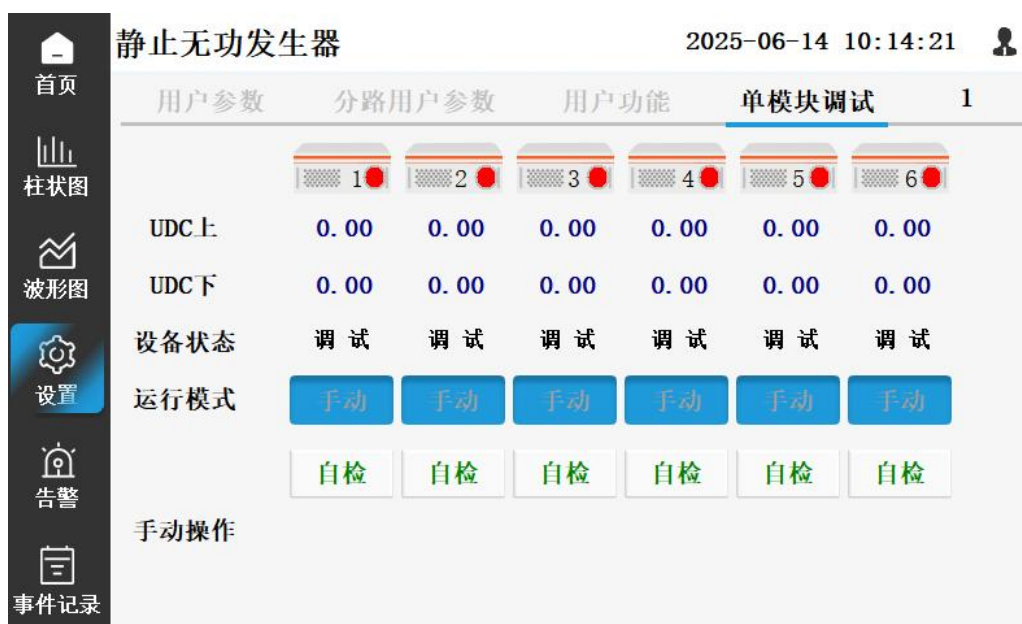 静止无功发生器 2025-06-14 10:14:21
首页
柱状图
波形图
设置
告警
事件记录
用户参数 分路用户参数 用户功能 单模块调试 1
1 2 3 4 5 6
UDC上 0.00 0.00 0.00 0.00 0.00 0.00
UDC下 0.00 0.00 0.00 0.00 0.00 0.00
设备状态 调试 调试 调试 调试 调试 调试
运行模式 手动 手动 手动 手动 手动 手动
自检 自检 自检 自检 自检 自检
手动操作